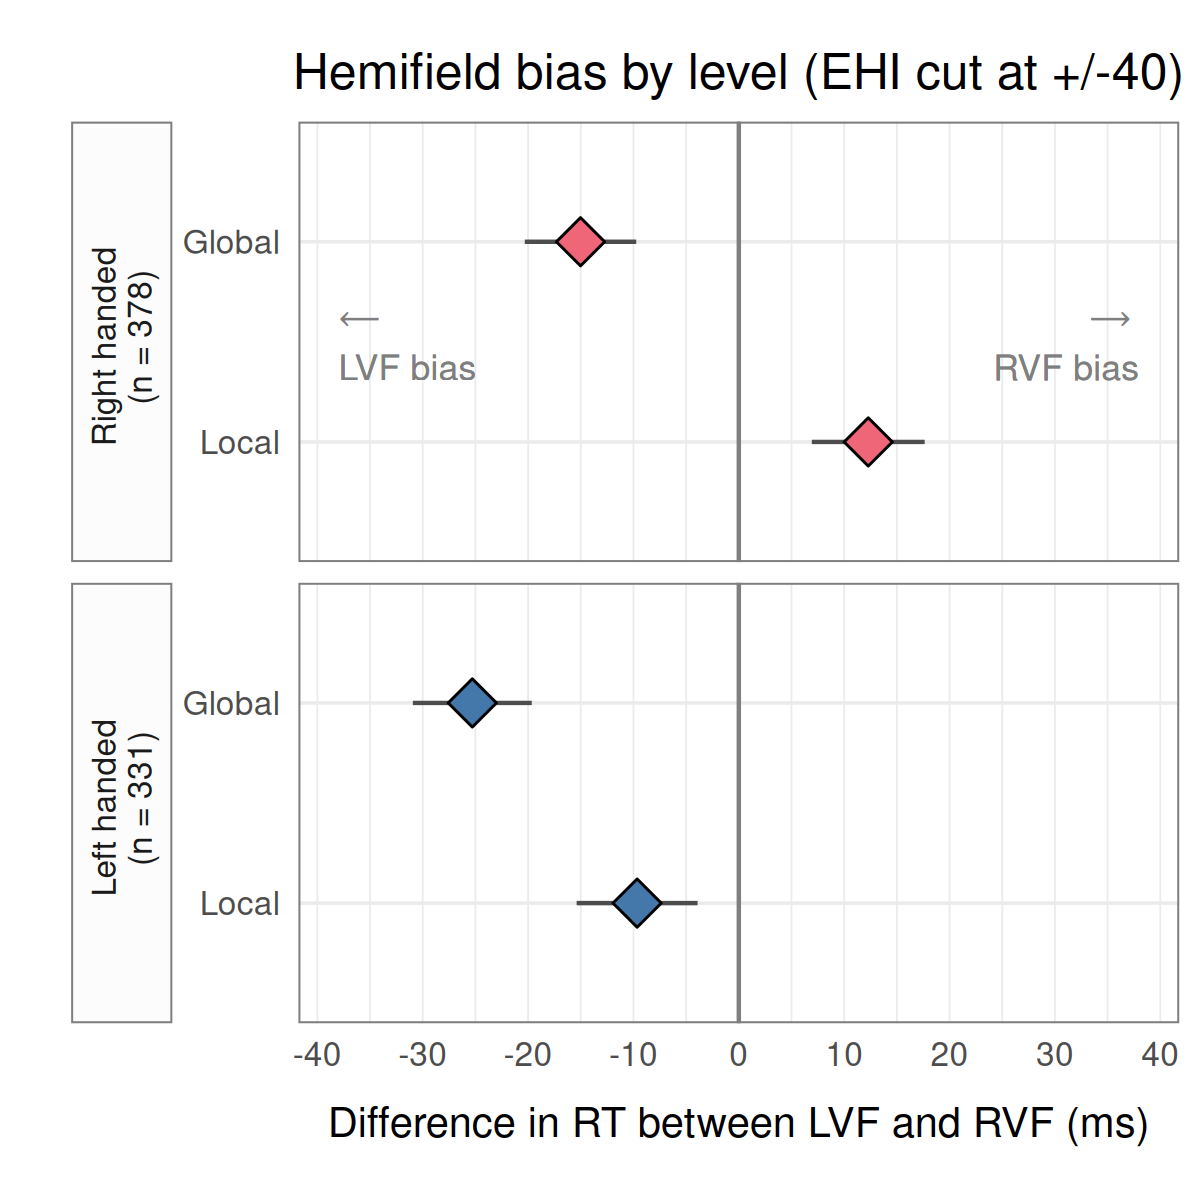 Hemifield bias by level (EHI cut at +/-40)
Right handed
(n = 378)
Global
Local
← →
LVF bias RVF bias
Left handed
(n = 331)
Global
Local
-40 -30 -20 -10 0 10 20 30 40
Difference in RT between LVF and RVF (ms)